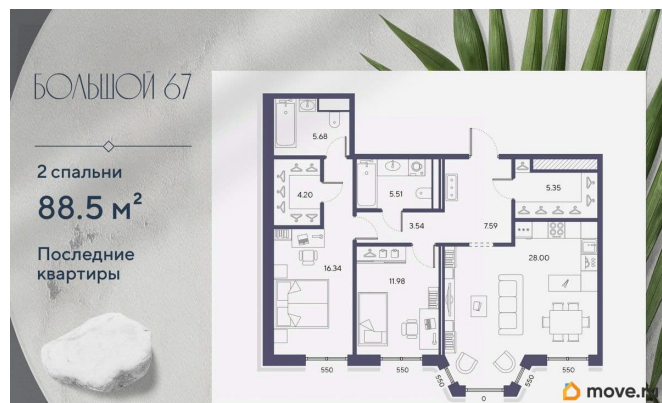 БОЛЬШОЙ 67
2 спальни
88.5 м²
Последние
квартиры
5.68
4.20
5.51
5.35
3.54
7.59
16.34
11.98
28.00
550
550
550
550
550
0
move.ru